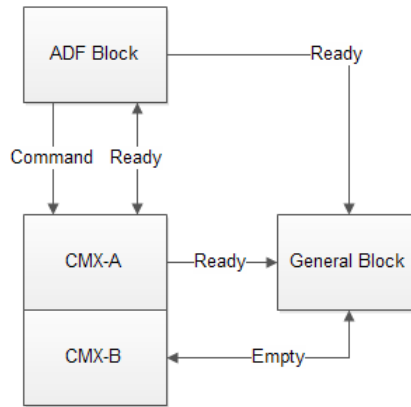 ADF Block
Ready
Command
Ready
CMX-A
Ready
General Block
CMX-B
Empty